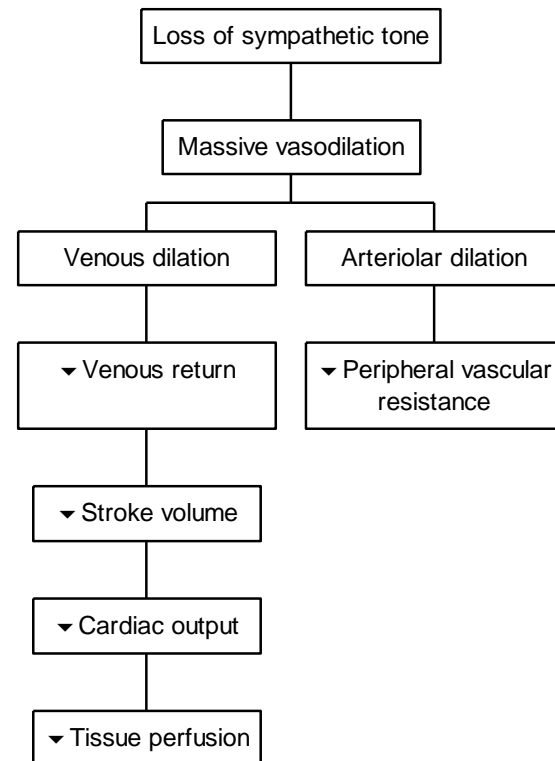 Loss of sympathetic tone
Massive vasodilation
Venous dilation
Arteriolar dilation
▼ Venous return
▼ Peripheral vascular
resistance
▼ Stroke volume
▼ Cardiac output
▼ Tissue perfusion